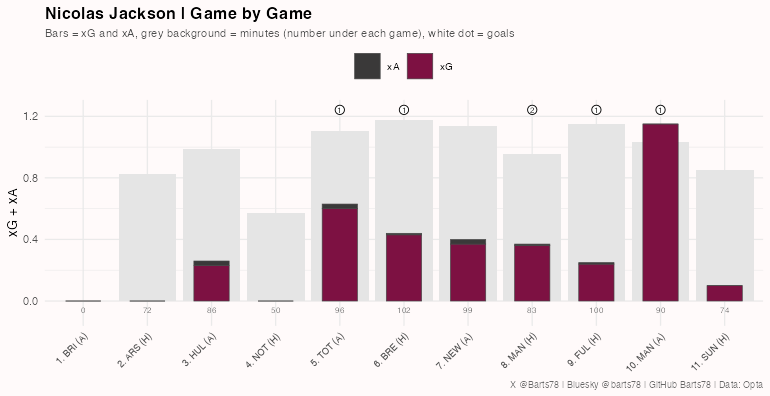 Nicolas Jackson l Game by Game
Bars = xG and xA, grey background = minutes (number under each game), white dot = goals
xA xG
xG + xA
1.2
0.8
0.4
0.0
1 1 2 1 1
0 72 86 50 96 102 99 83 100 90 74
1. BRI (A)
2. ARS (H)
3. HUL (A)
4. NOT (H)
5. TOT (A)
6. BRE (H)
7. NEW (A)
8. MAN (H)
9. FUL (H)
10. MAN (A)
11. SUN (H)
X @Barts78 l Bluesky @barts78 l GitHub Barts78 l Data: Opta